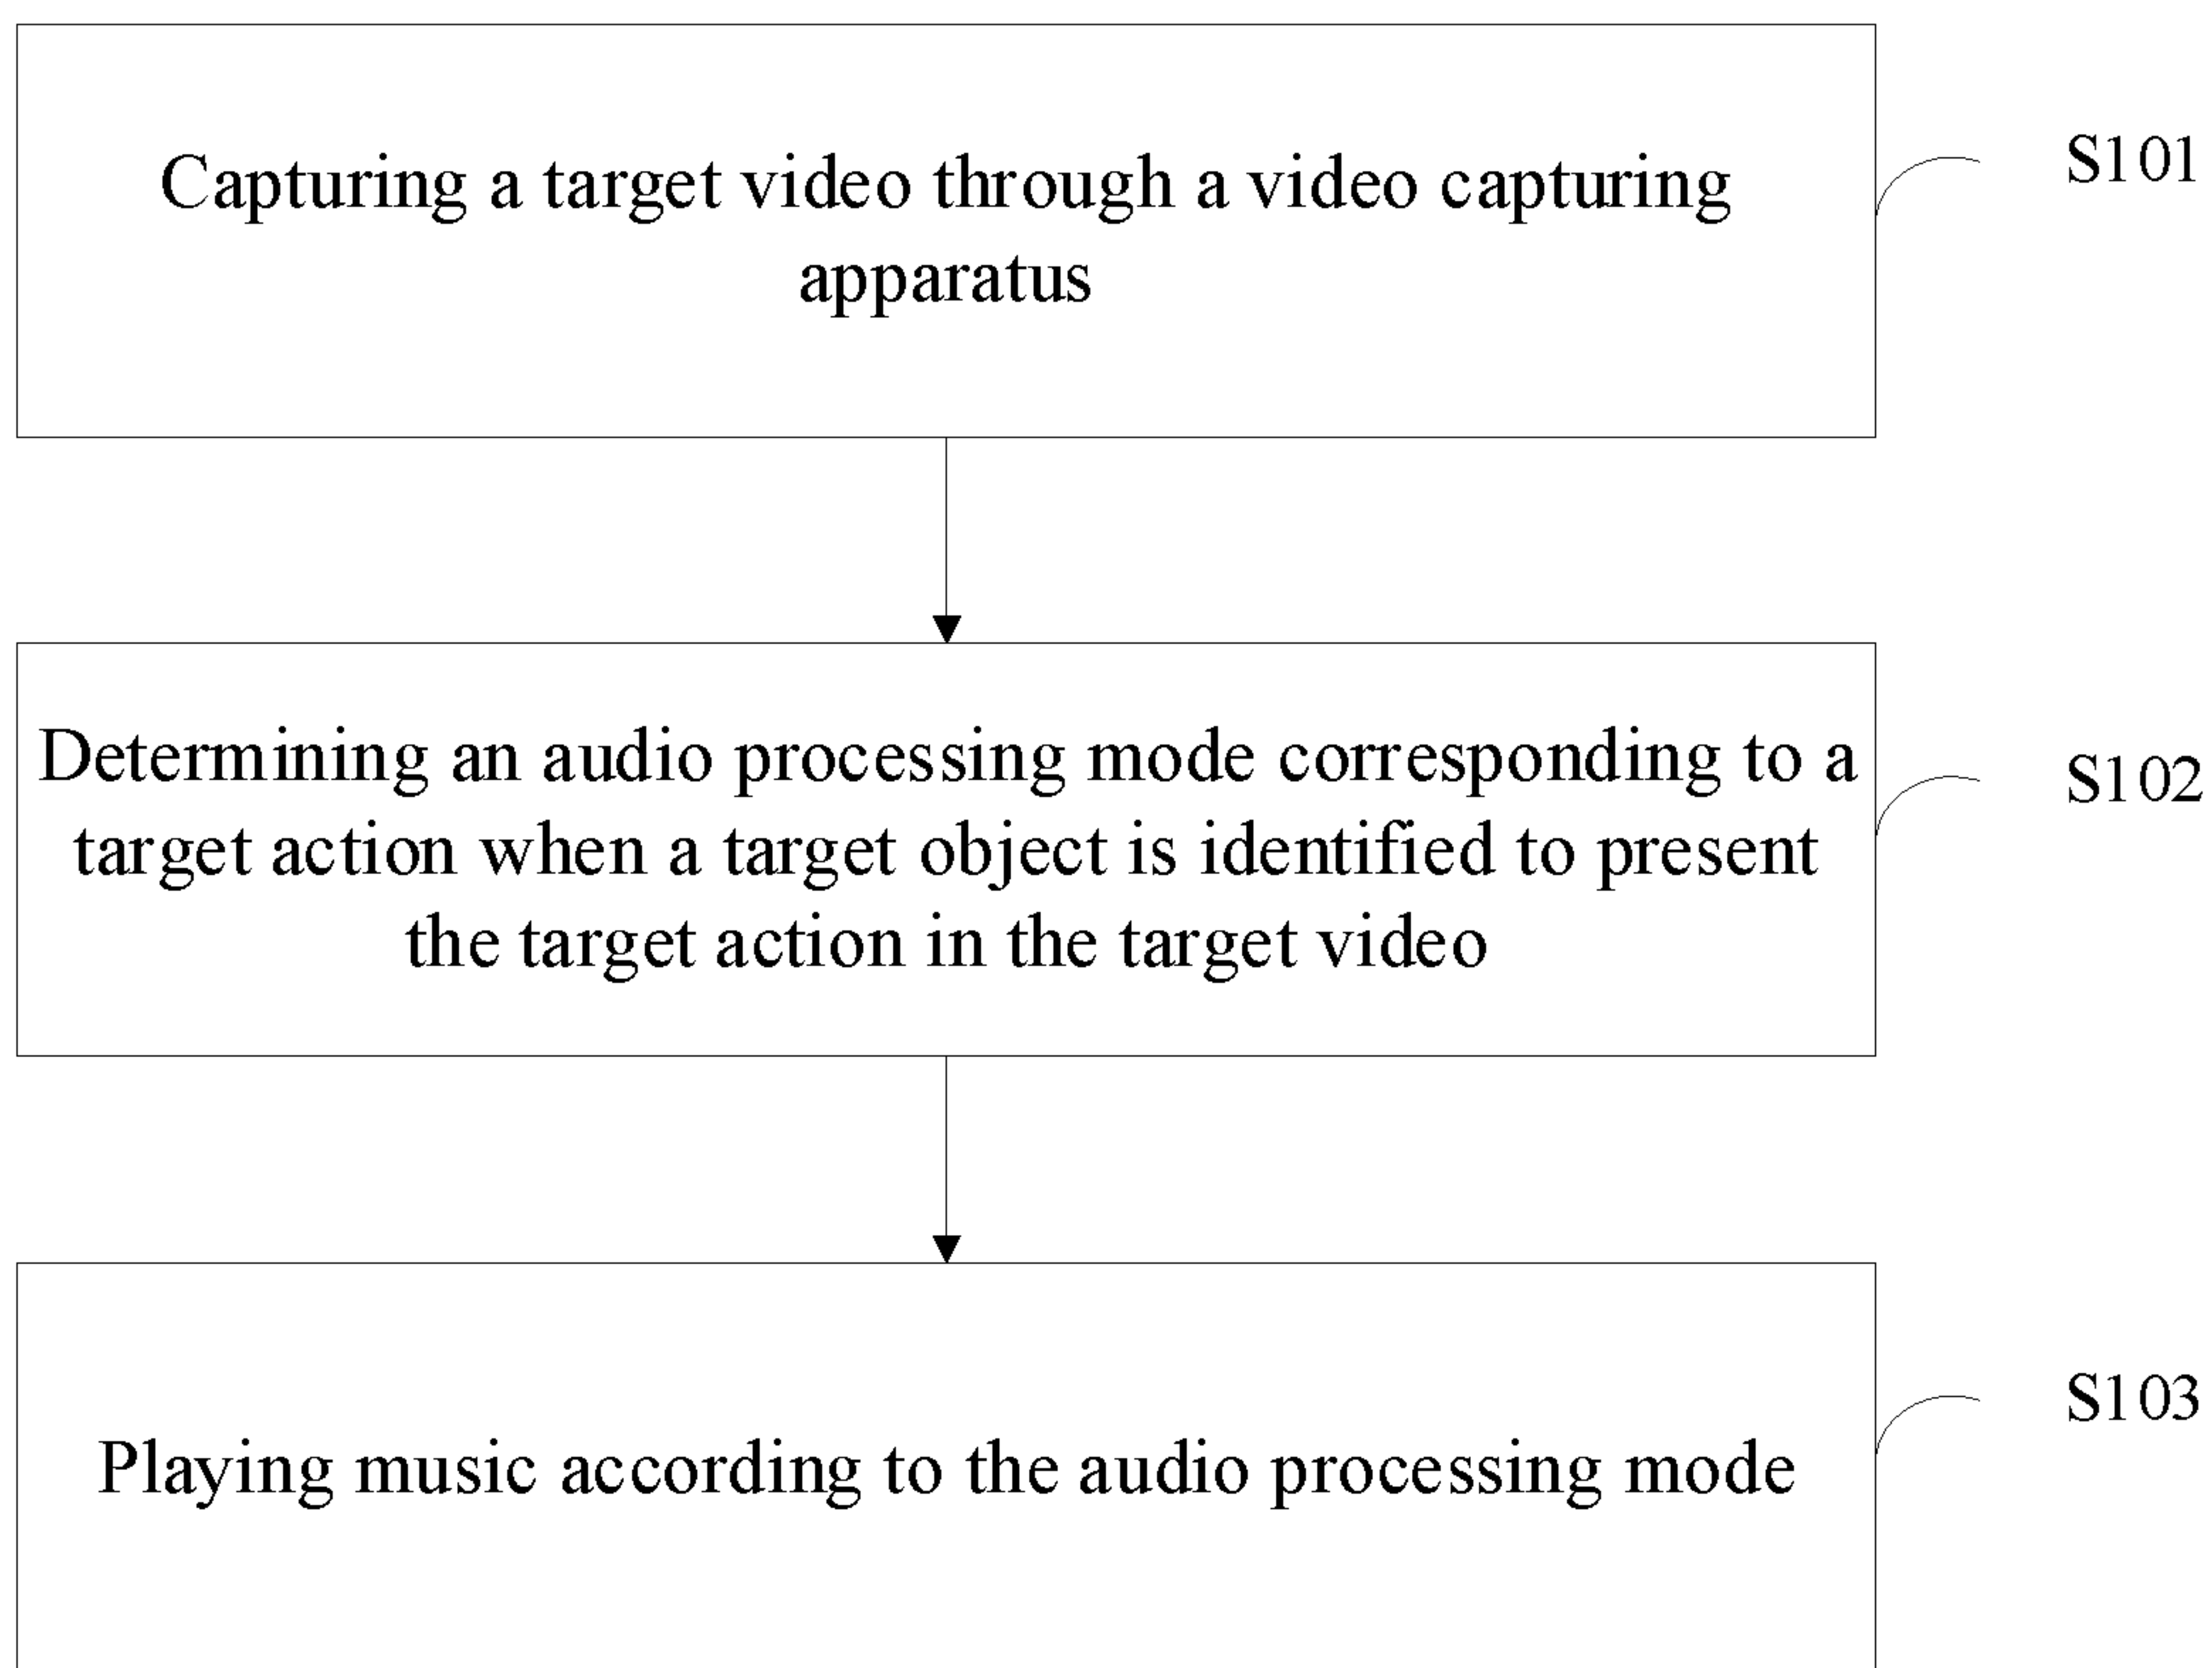 Capturing a target video through a video capturing
apparatus
S101
Determining an audio processing mode corresponding to a
target action when a target object is identified to present
the target action in the target video
S102
Playing music according to the audio processing mode
S103